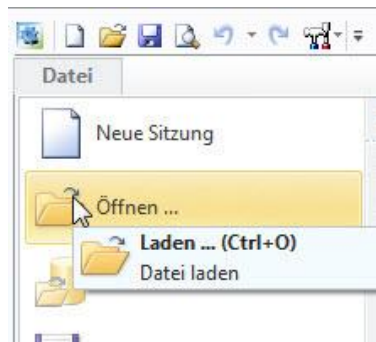 Datei
Neue Sitzung
Öffnen ...
Laden ... (Ctrl+O)
Datei laden